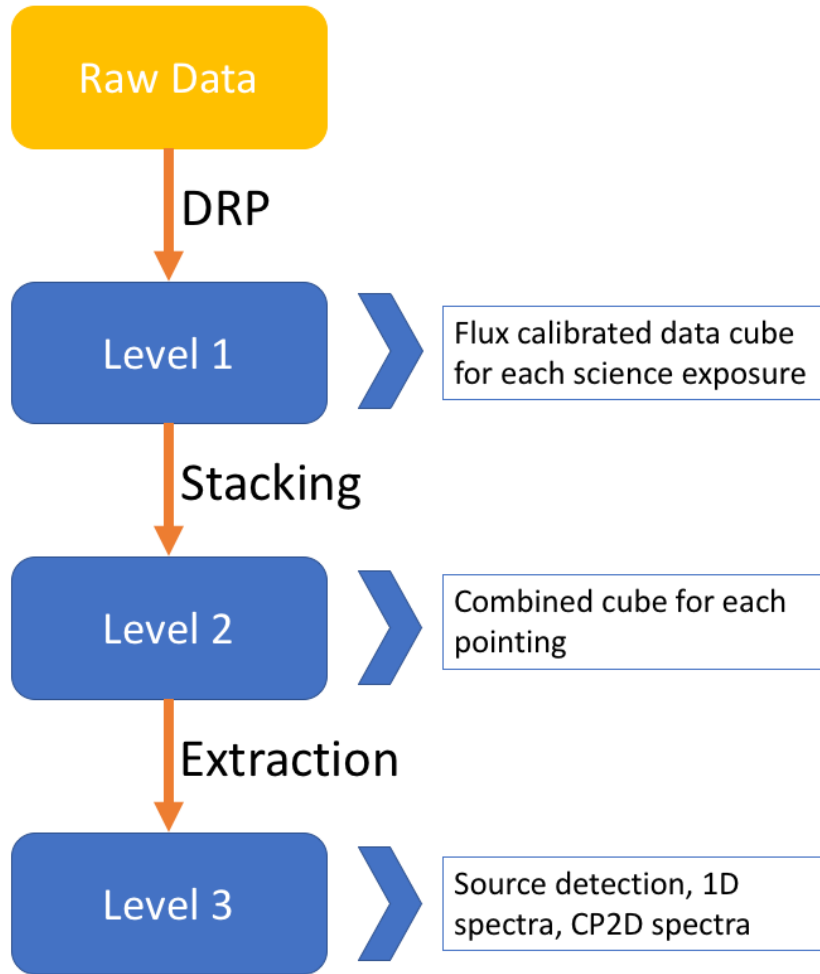 Raw Data
DRP
Level 1
Flux calibrated data cube
for each science exposure
Stacking
Level 2
Combined cube for each
pointing
Extraction
Level 3
Source detection, 1D
spectra, CP2D spectra